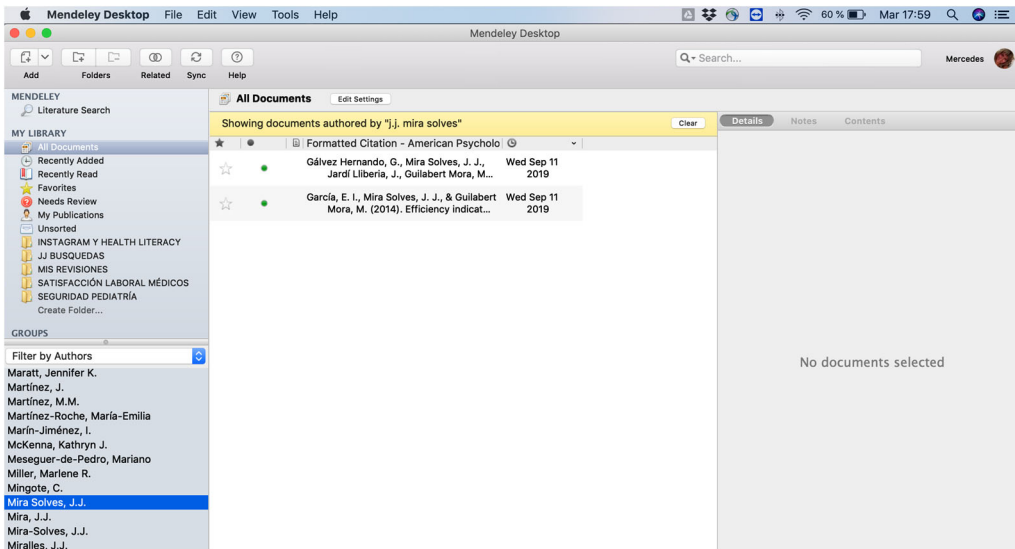 Mendeley Desktop File Edit View Tools Help 60 % Mar 17:59
Mendeley Desktop
Search...
Mercedes
Add Folders Related Sync Help
MENDELEY
Literature Search
MY LIBRARY
All Documents
Recently Added
Recently Read
Favorites
Needs Review
My Publications
Unsorted
INSTAGRAM Y HEALTH LITERACY
JJ BUSQUEDAS
MIS REVISIONES
SATISFACCIÓN LABORAL MÉDICOS
SEGURIDAD PEDIATRÍA
Create Folder...
GROUPS
Filter by Authors
Maratt, Jennifer K.
Martínez, J.
Martínez, M.M.
Martínez-Roche, María-Emilia
Marín-Jiménez, I.
McKenna, Kathryn J.
Meseguer-de-Pedro, Mariano
Miller, Marlene R.
Mingote, C.
Mira Solves, J.J.
Mira, J.J.
Mira-Solves, J.J.
Miralles, J.J.
All Documents Edit Settings
Showing documents authored by "j.j. mira solves" Clear
Formatted Citation - American Psycholo
Gálvez Hernando, G., Mira Solves, J. J., Wed Sep 11
Jardí Lliberia, J., Guilabert Mora, M... 2019
García, E. I., Mira Solves, J. J., & Guilabert Wed Sep 11
Mora, M. (2014). Efficiency indicat... 2019
Details Notes Contents
No documents selected